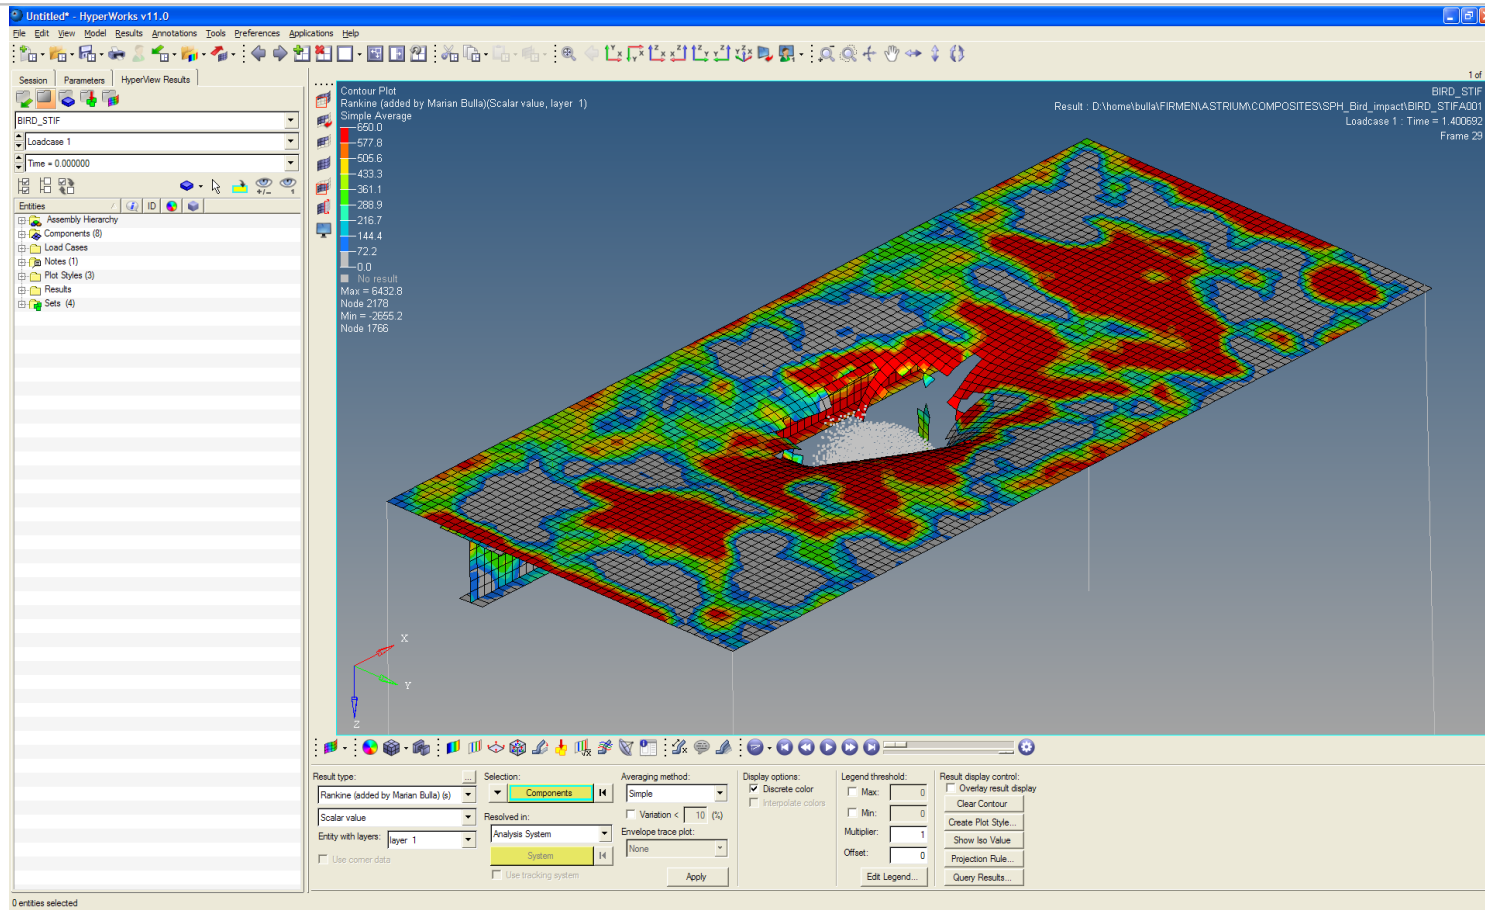 Untitled* - HyperWorks v11.0
File Edit View Model Results Annotations Tools Preferences Applications Help
Session Parameters HyperView Results
1 of
BIRD_STIF
Loadcase 1
Time = 0.000000
Entities ID
Assembly Hierarchy
Components (8)
Load Cases
Notes (1)
Plot Styles (3)
Results
Sets (4)
Contour Plot
Rankine (added by Marian Bulla)(Scalar value, layer 1)
Simple Average
650.0
577.8
505.6
433.3
361.1
288.9
216.7
144.4
72.2
0.0
No result
Max = 6432.8
Node 2178
Min = -2655.2
Node 1766
BIRD_STIF
Result : D:\home\bulla\FIRMEN\ASTRIUM\COMPOSITES\SPH_Bird_impact\BIRD_STIFA001
Loadcase 1 : Time = 1.400692
Frame 29
X
Y
Z
Result type: ...
Rankine (added by Marian Bulla) (s)
Scalar value
Entity with layers: layer 1
Use corner data
Selection:
Components
Resolved in:
Analysis System
System
Use tracking system
Averaging method:
Simple
Variation < 10 (%)
Envelope trace plot:
None
Apply
Display options:
Discrete color
Interpolate colors
Legend threshold:
Max: 0
Min: 0
Multiplier: 1
Offset: 0
Edit Legend...
Result display control:
Overlay result display
Clear Contour
Create Plot Style...
Show Iso Value
Projection Rule...
Query Results...
0 entities selected